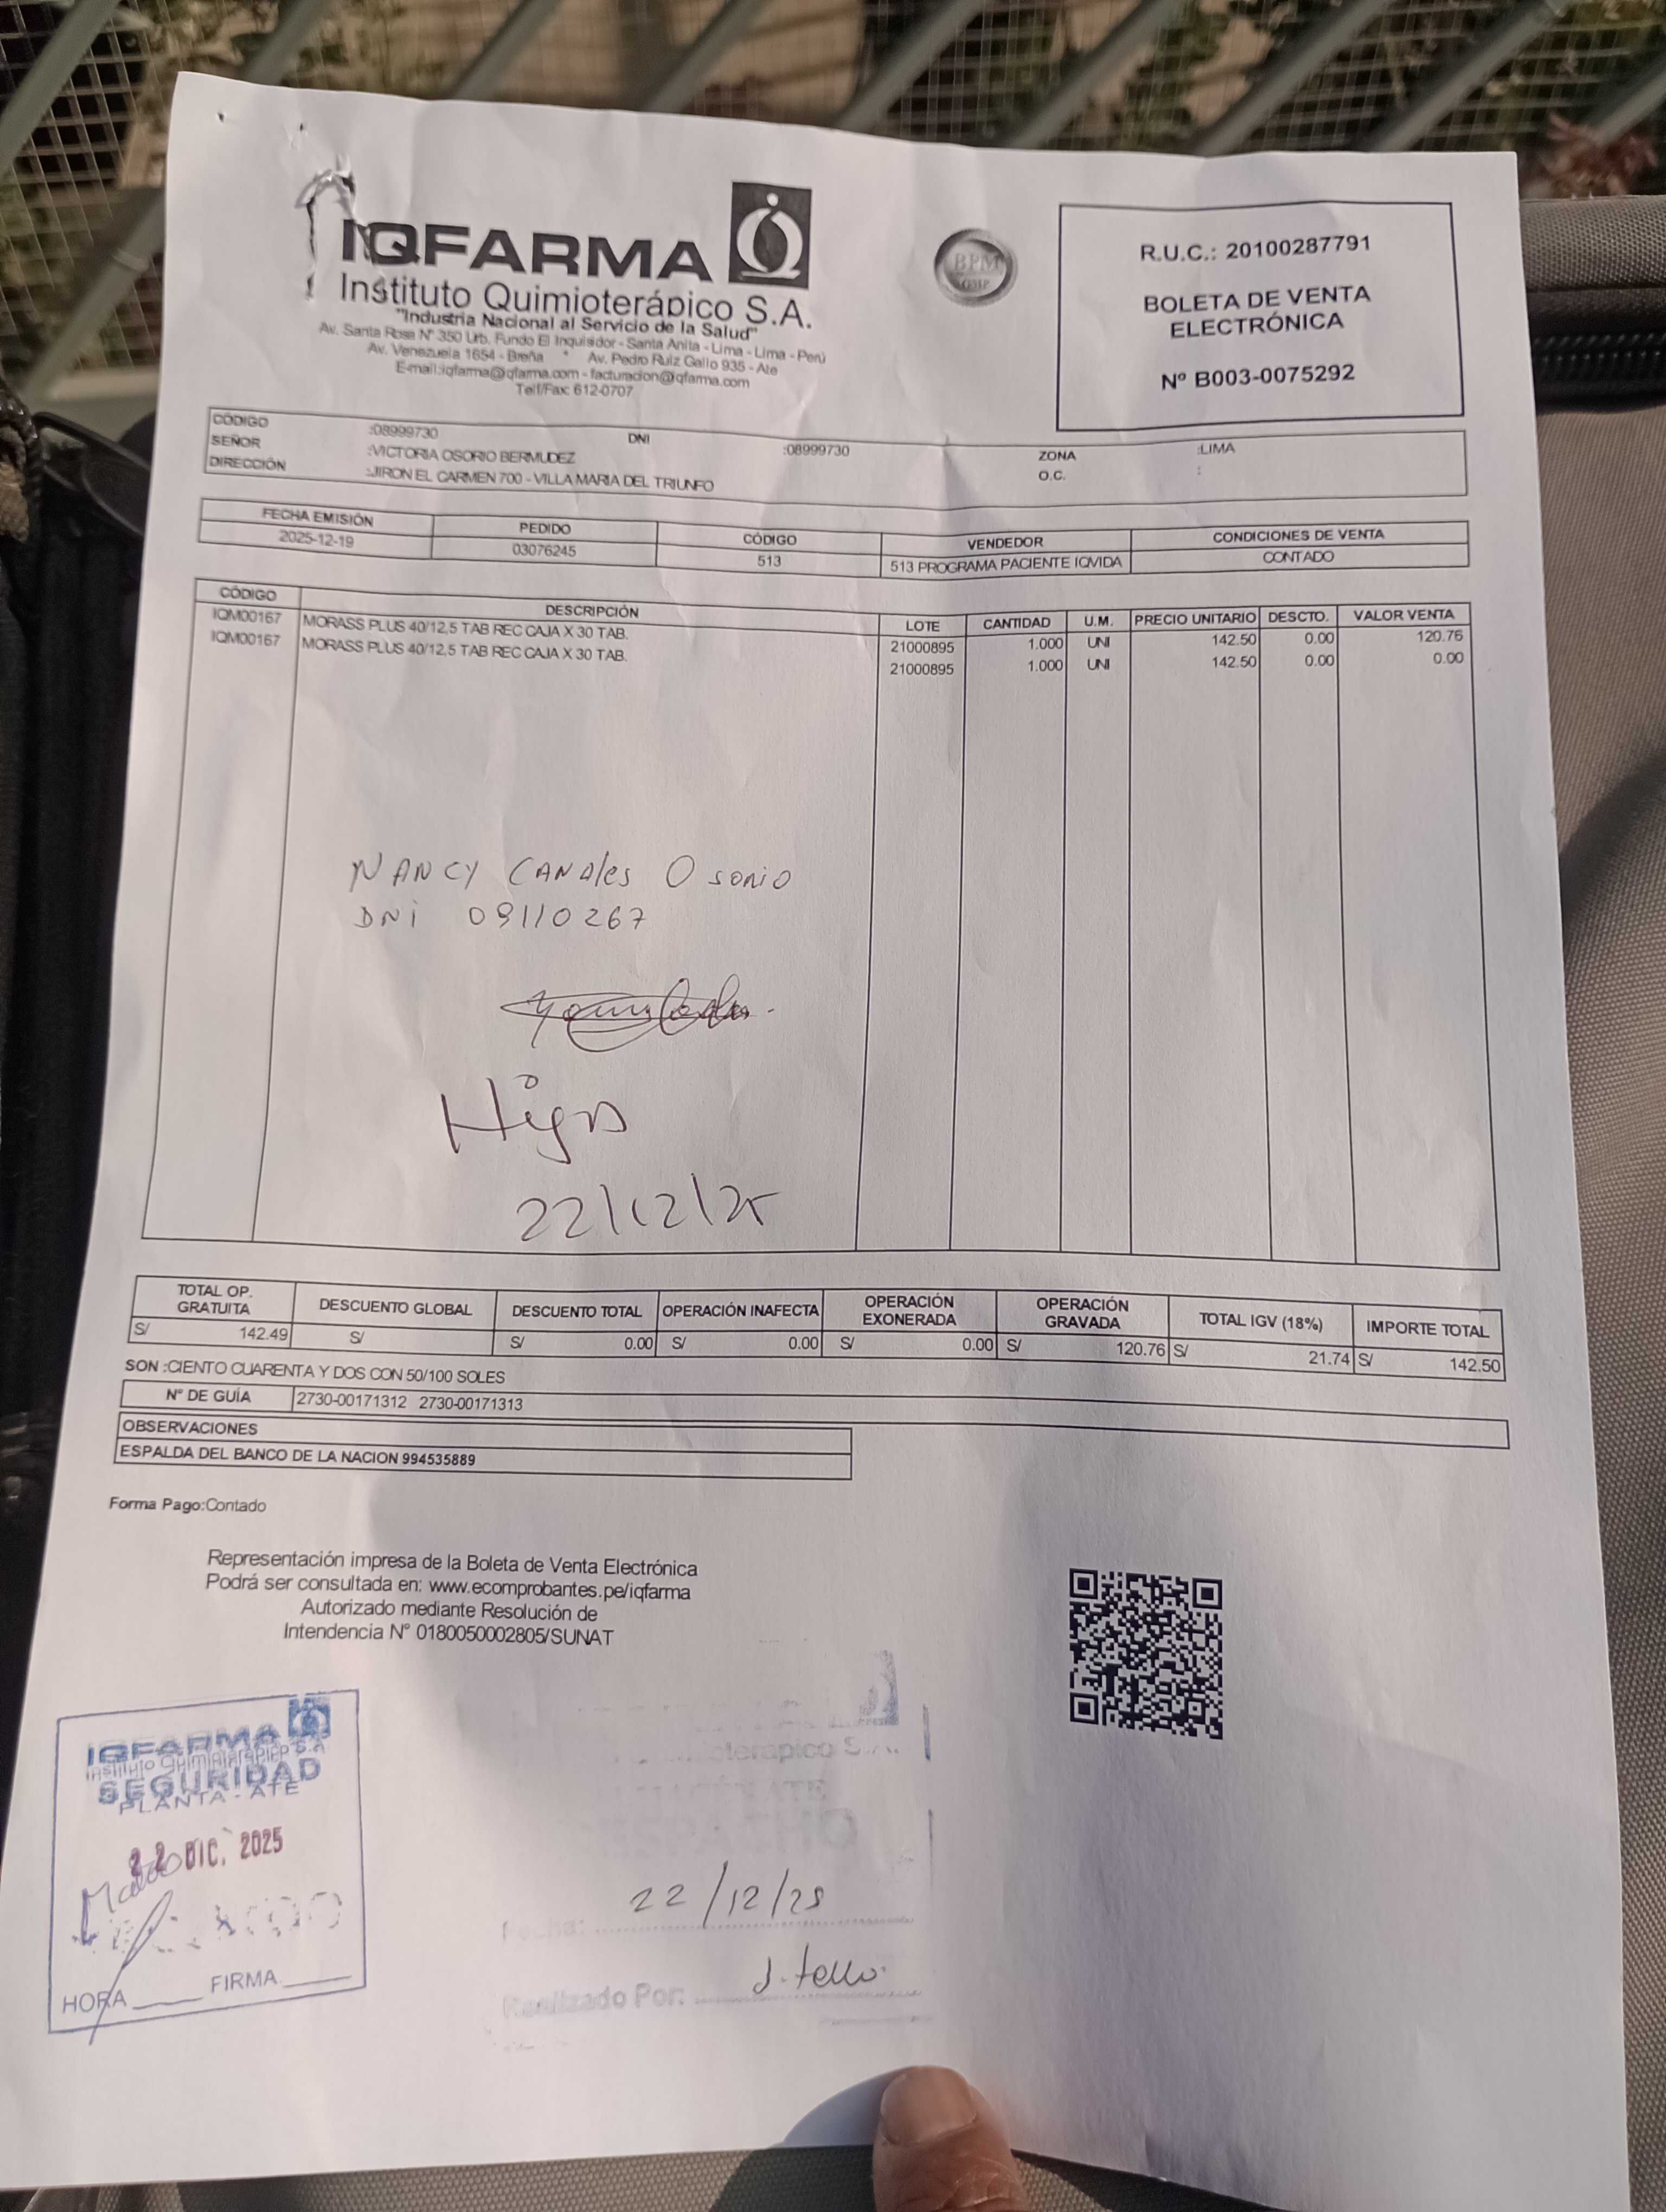 IQFARMA
Instituto Quimioterápico S.A.
"Industria Nacional al Servicio de la Salud"
Av. Santa Rosa N° 350 Urb. Fundo El Inquisidor - Santa Anita - Lima - Lima - Perú
Av. Venezuela 1654 - Breña * Av. Pedro Ruiz Gallo 935 - Ate
E-mail:iqfarma@iqfarma.com - facturacion@iqfarma.com
Telf/Fax: 612-0707
BPM
GMP
R.U.C.: 20100287791
BOLETA DE VENTA
ELECTRÓNICA
Nº B003-0075292
CÓDIGO :08999730 DNI :08999730 ZONA :LIMA
SEÑOR :VICTORIA OSORIO BERMUDEZ O.C. :
DIRECCIÓN :JIRON EL CARMEN 700 - VILLA MARIA DEL TRIUNFO
FECHA EMISIÓN PEDIDO CÓDIGO VENDEDOR CONDICIONES DE VENTA
2025-12-19 03076245 513 513 PROGRAMA PACIENTE IQVIDA CONTADO
CÓDIGO DESCRIPCIÓN LOTE CANTIDAD U.M. PRECIO UNITARIO DESCTO. VALOR VENTA
IQM00167 MORASS PLUS 40/12,5 TAB REC CAJA X 30 TAB. 21000895 1.000 UNI 142.50 0.00 120.76
IQM00167 MORASS PLUS 40/12,5 TAB REC CAJA X 30 TAB. 21000895 1.000 UNI 142.50 0.00 0.00
NANCY CANAles Osorio
DNi 09110267
Hija
22/12/25
TOTAL OP. GRATUITA DESCUENTO GLOBAL DESCUENTO TOTAL OPERACIÓN INAFECTA OPERACIÓN EXONERADA OPERACIÓN GRAVADA TOTAL IGV (18%) IMPORTE TOTAL
S/ 142.49 S/ S/ 0.00 S/ 0.00 S/ 0.00 S/ 120.76 S/ 21.74 S/ 142.50
SON :CIENTO CUARENTA Y DOS CON 50/100 SOLES
N° DE GUÍA 2730-00171312 2730-00171313
OBSERVACIONES
ESPALDA DEL BANCO DE LA NACION 994535889
Forma Pago:Contado
Representación impresa de la Boleta de Venta Electrónica
Podrá ser consultada en: www.ecomprobantes.pe/iqfarma
Autorizado mediante Resolución de
Intendencia N° 0180050002805/SUNAT
IQFARMA
Instituto Quimioterápico S.A
SEGURIDAD
PLANTA - ATE
22 DIC. 2025
HORA FIRMA
oterapico S.A.
ATE
Fecha: 22/12/25
Realizado Por: J. tello